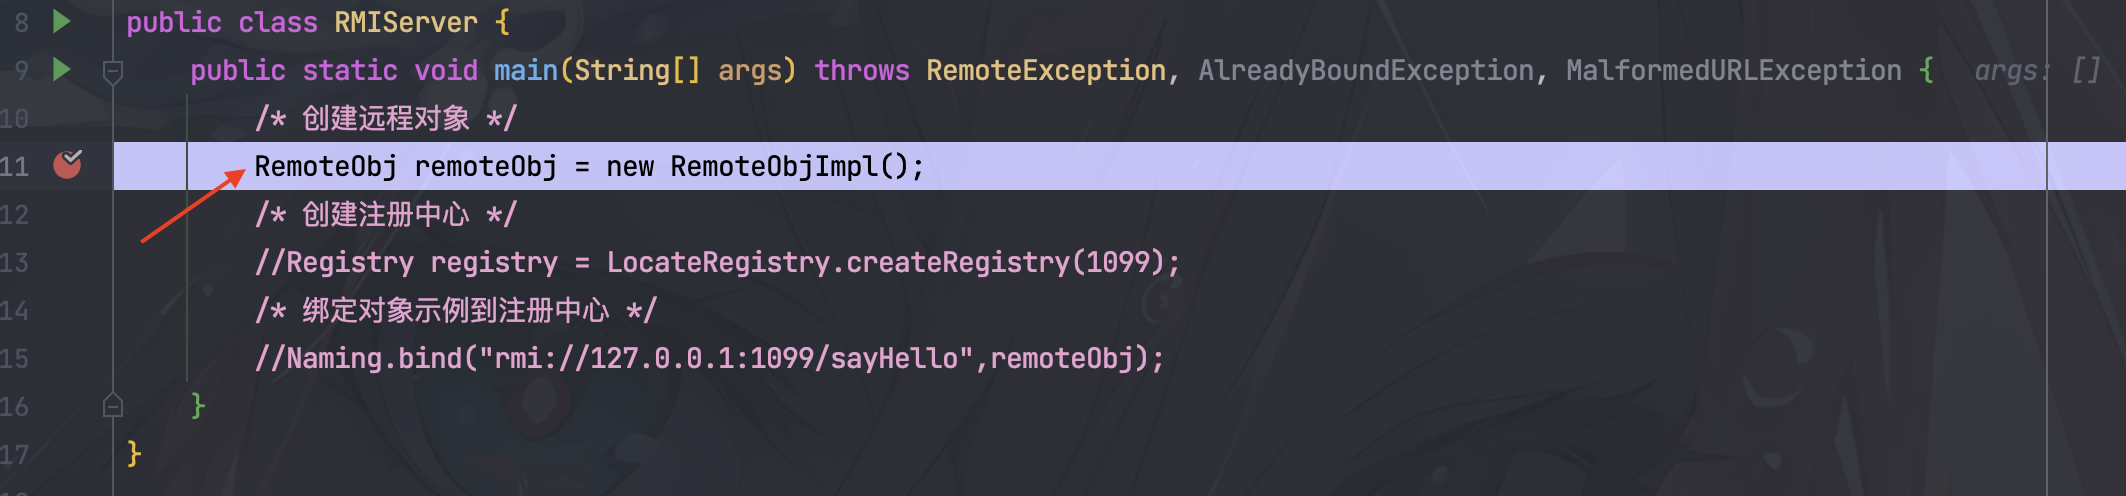 8 public class RMIServer {
9 public static void main(String[] args) throws RemoteException, AlreadyBoundException, MalformedURLException { args: []
10 /* 创建远程对象 */
11 RemoteObj remoteObj = new RemoteObjImpl();
12 /* 创建注册中心 */
13 //Registry registry = LocateRegistry.createRegistry(1099);
14 /* 绑定对象示例到注册中心 */
15 //Naming.bind("rmi://127.0.0.1:1099/sayHello",remoteObj);
16 }
17 }